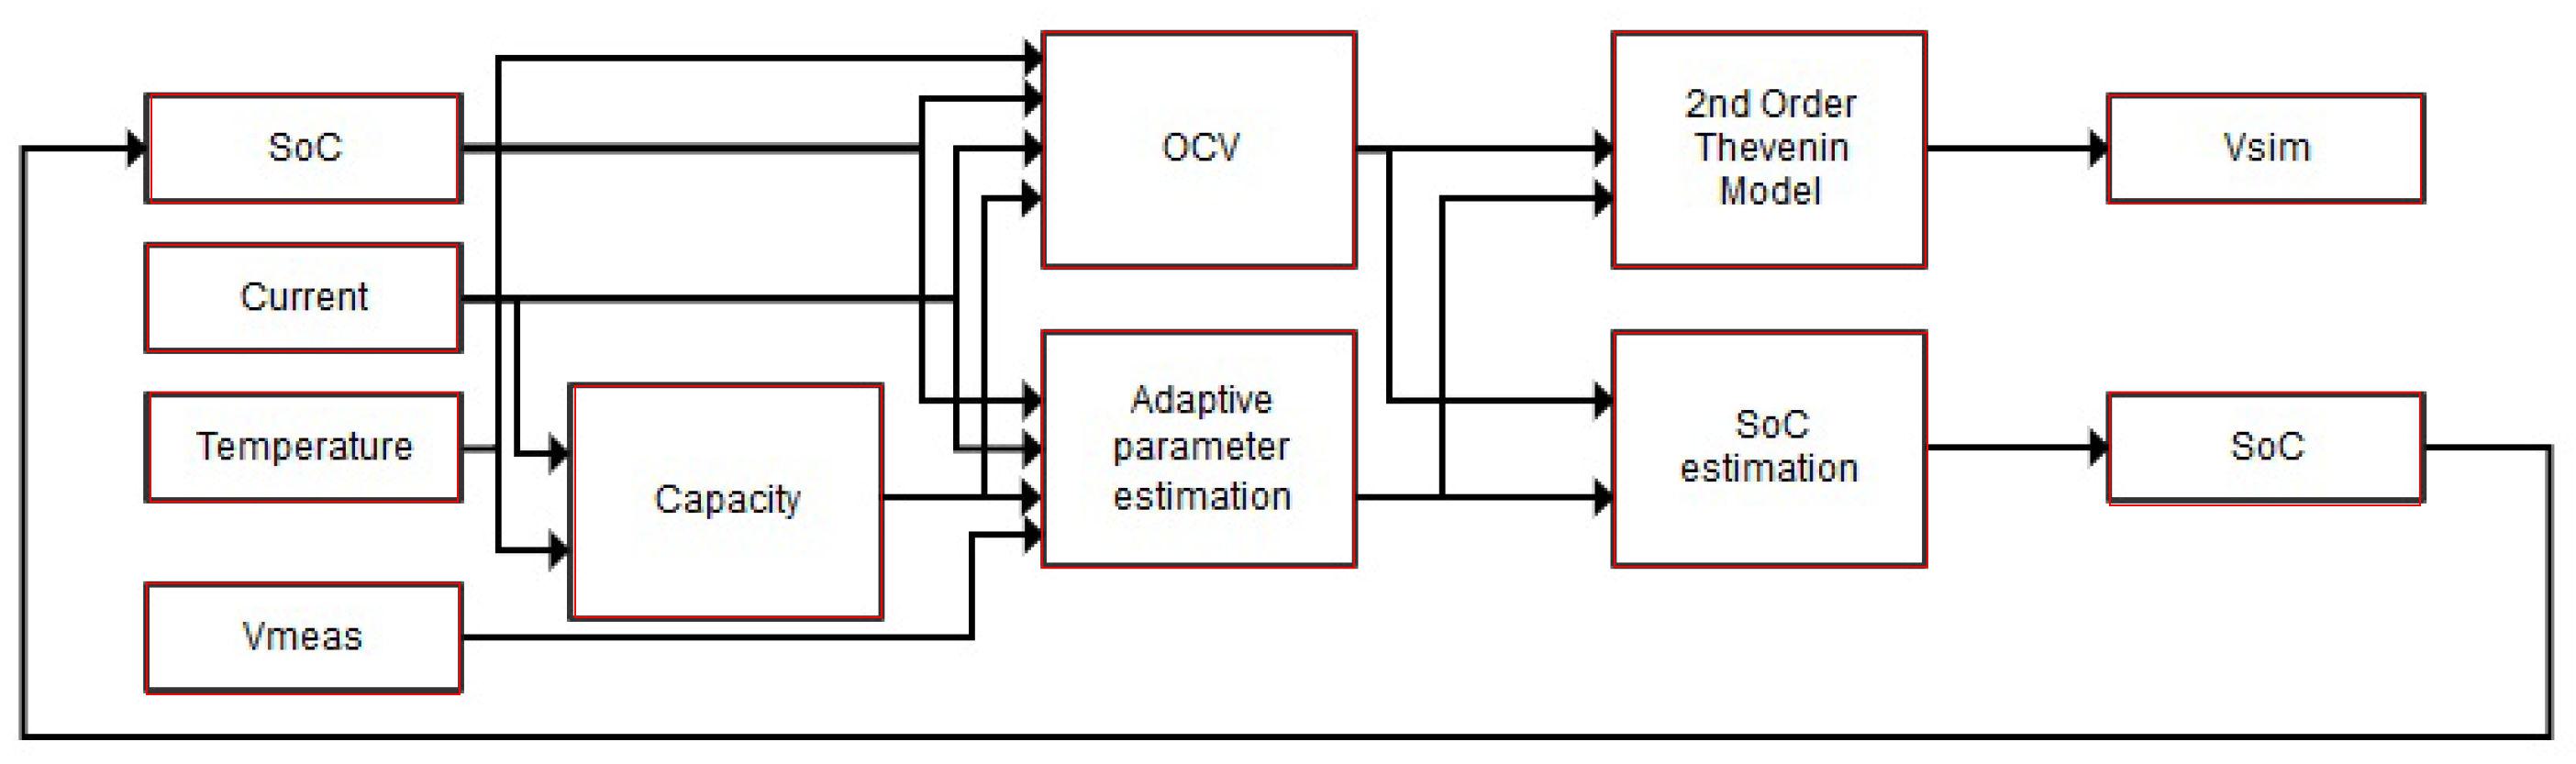 SoC
Current
Temperature
Vmeas
Capacity
OCV
Adaptive
parameter
estimation
2nd Order
Thevenin
Model
SoC
estimation
Vsim
SoC